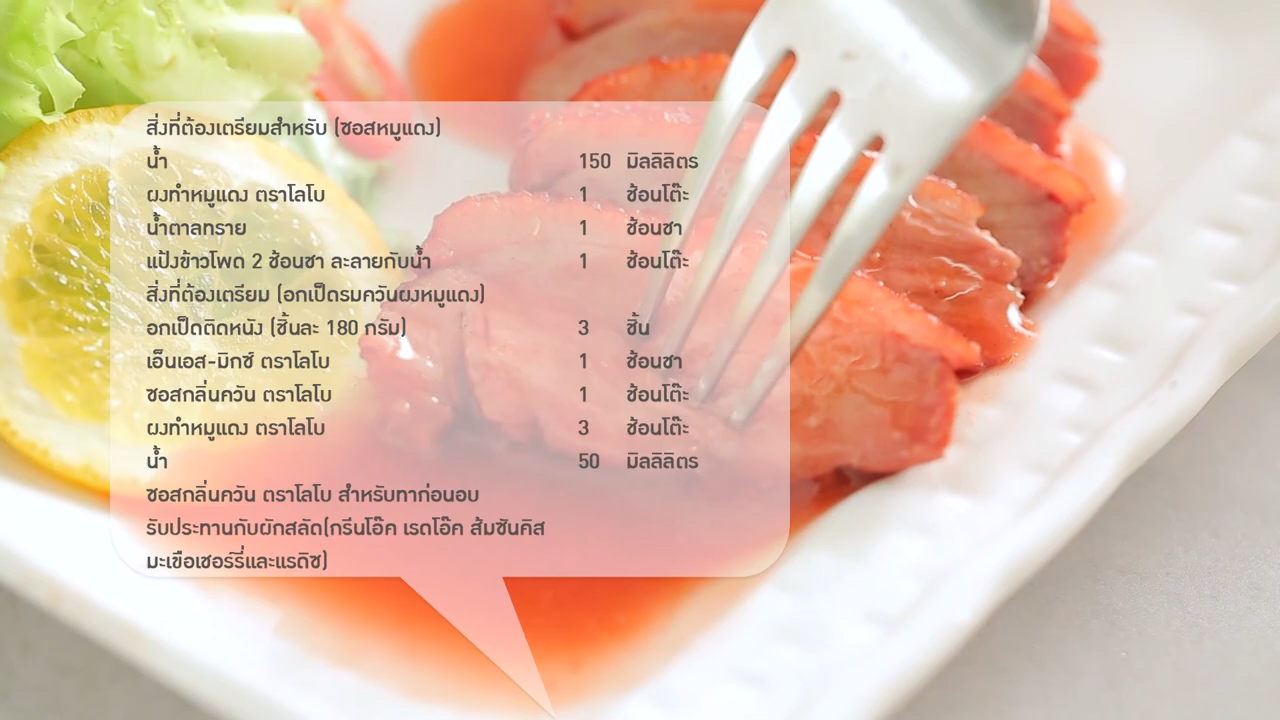 สิ่งที่ต้องเตรียมสำหรับ (ซอสหมูแดง)
น้ำ 150 มิลลิลิตร
ผงทำหมูแดง ตราโลโบ 1 ช้อนโต๊ะ
น้ำตาลทราย 1 ช้อนชา
แป้งข้าวโพด 2 ช้อนชา ละลายกับน้ำ 1 ช้อนโต๊ะ
สิ่งที่ต้องเตรียม (อกเป็ดรมควันผงหมูแดง)
อกเป็ดติดหนัง (ชิ้นละ 180 กรัม) 3 ชิ้น
เอ็นเอส-มิกซ์ ตราโลโบ 1 ช้อนชา
ซอสกลิ่นควัน ตราโลโบ 1 ช้อนโต๊ะ
ผงทำหมูแดง ตราโลโบ 3 ช้อนโต๊ะ
น้ำ 50 มิลลิลิตร
ซอสกลิ่นควัน ตราโลโบ สำหรับทาก่อนอบ
รับประทานกับผักสลัด(กรีนโอ๊ค เรดโอ๊ค ส้มซันคิส
มะเขือเชอร์รี่และแรดิช)